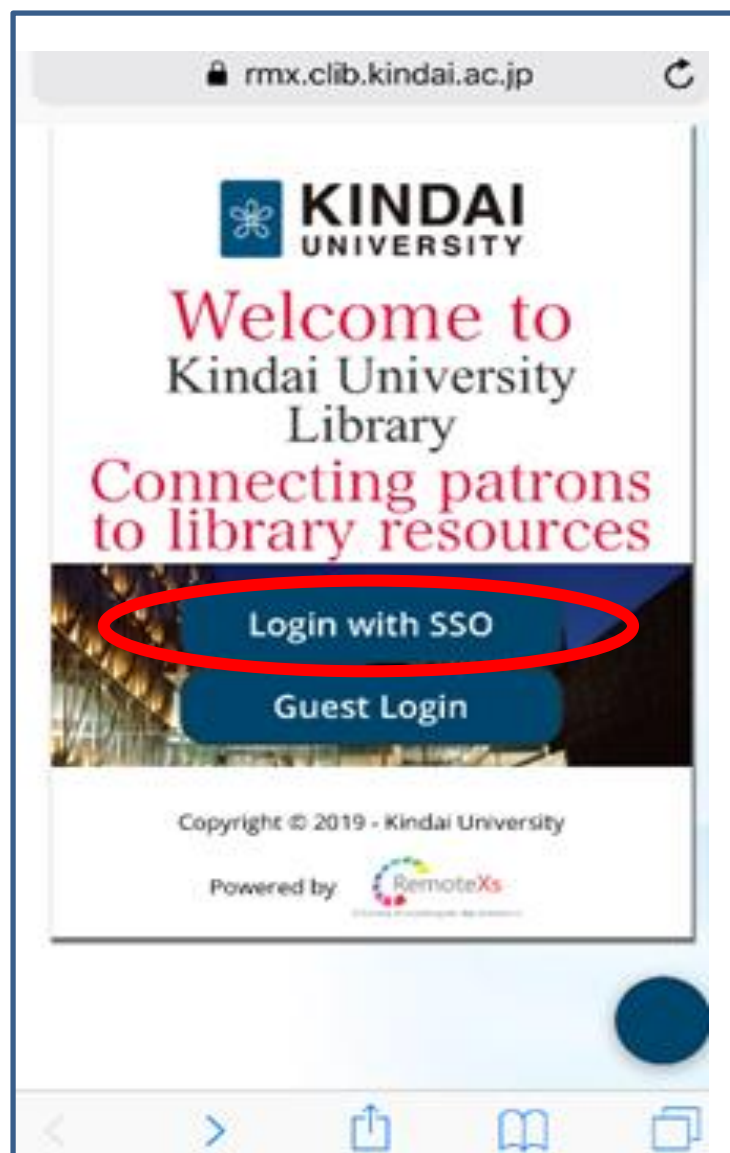 rmx.clib.kindai.ac.jp
KINDAI
UNIVERSITY
Welcome to
Kindai University
Library
Connecting patrons
to library resources
Login with SSO
Guest Login
Copyright © 2019 - Kindai University
Powered by RemoteXs